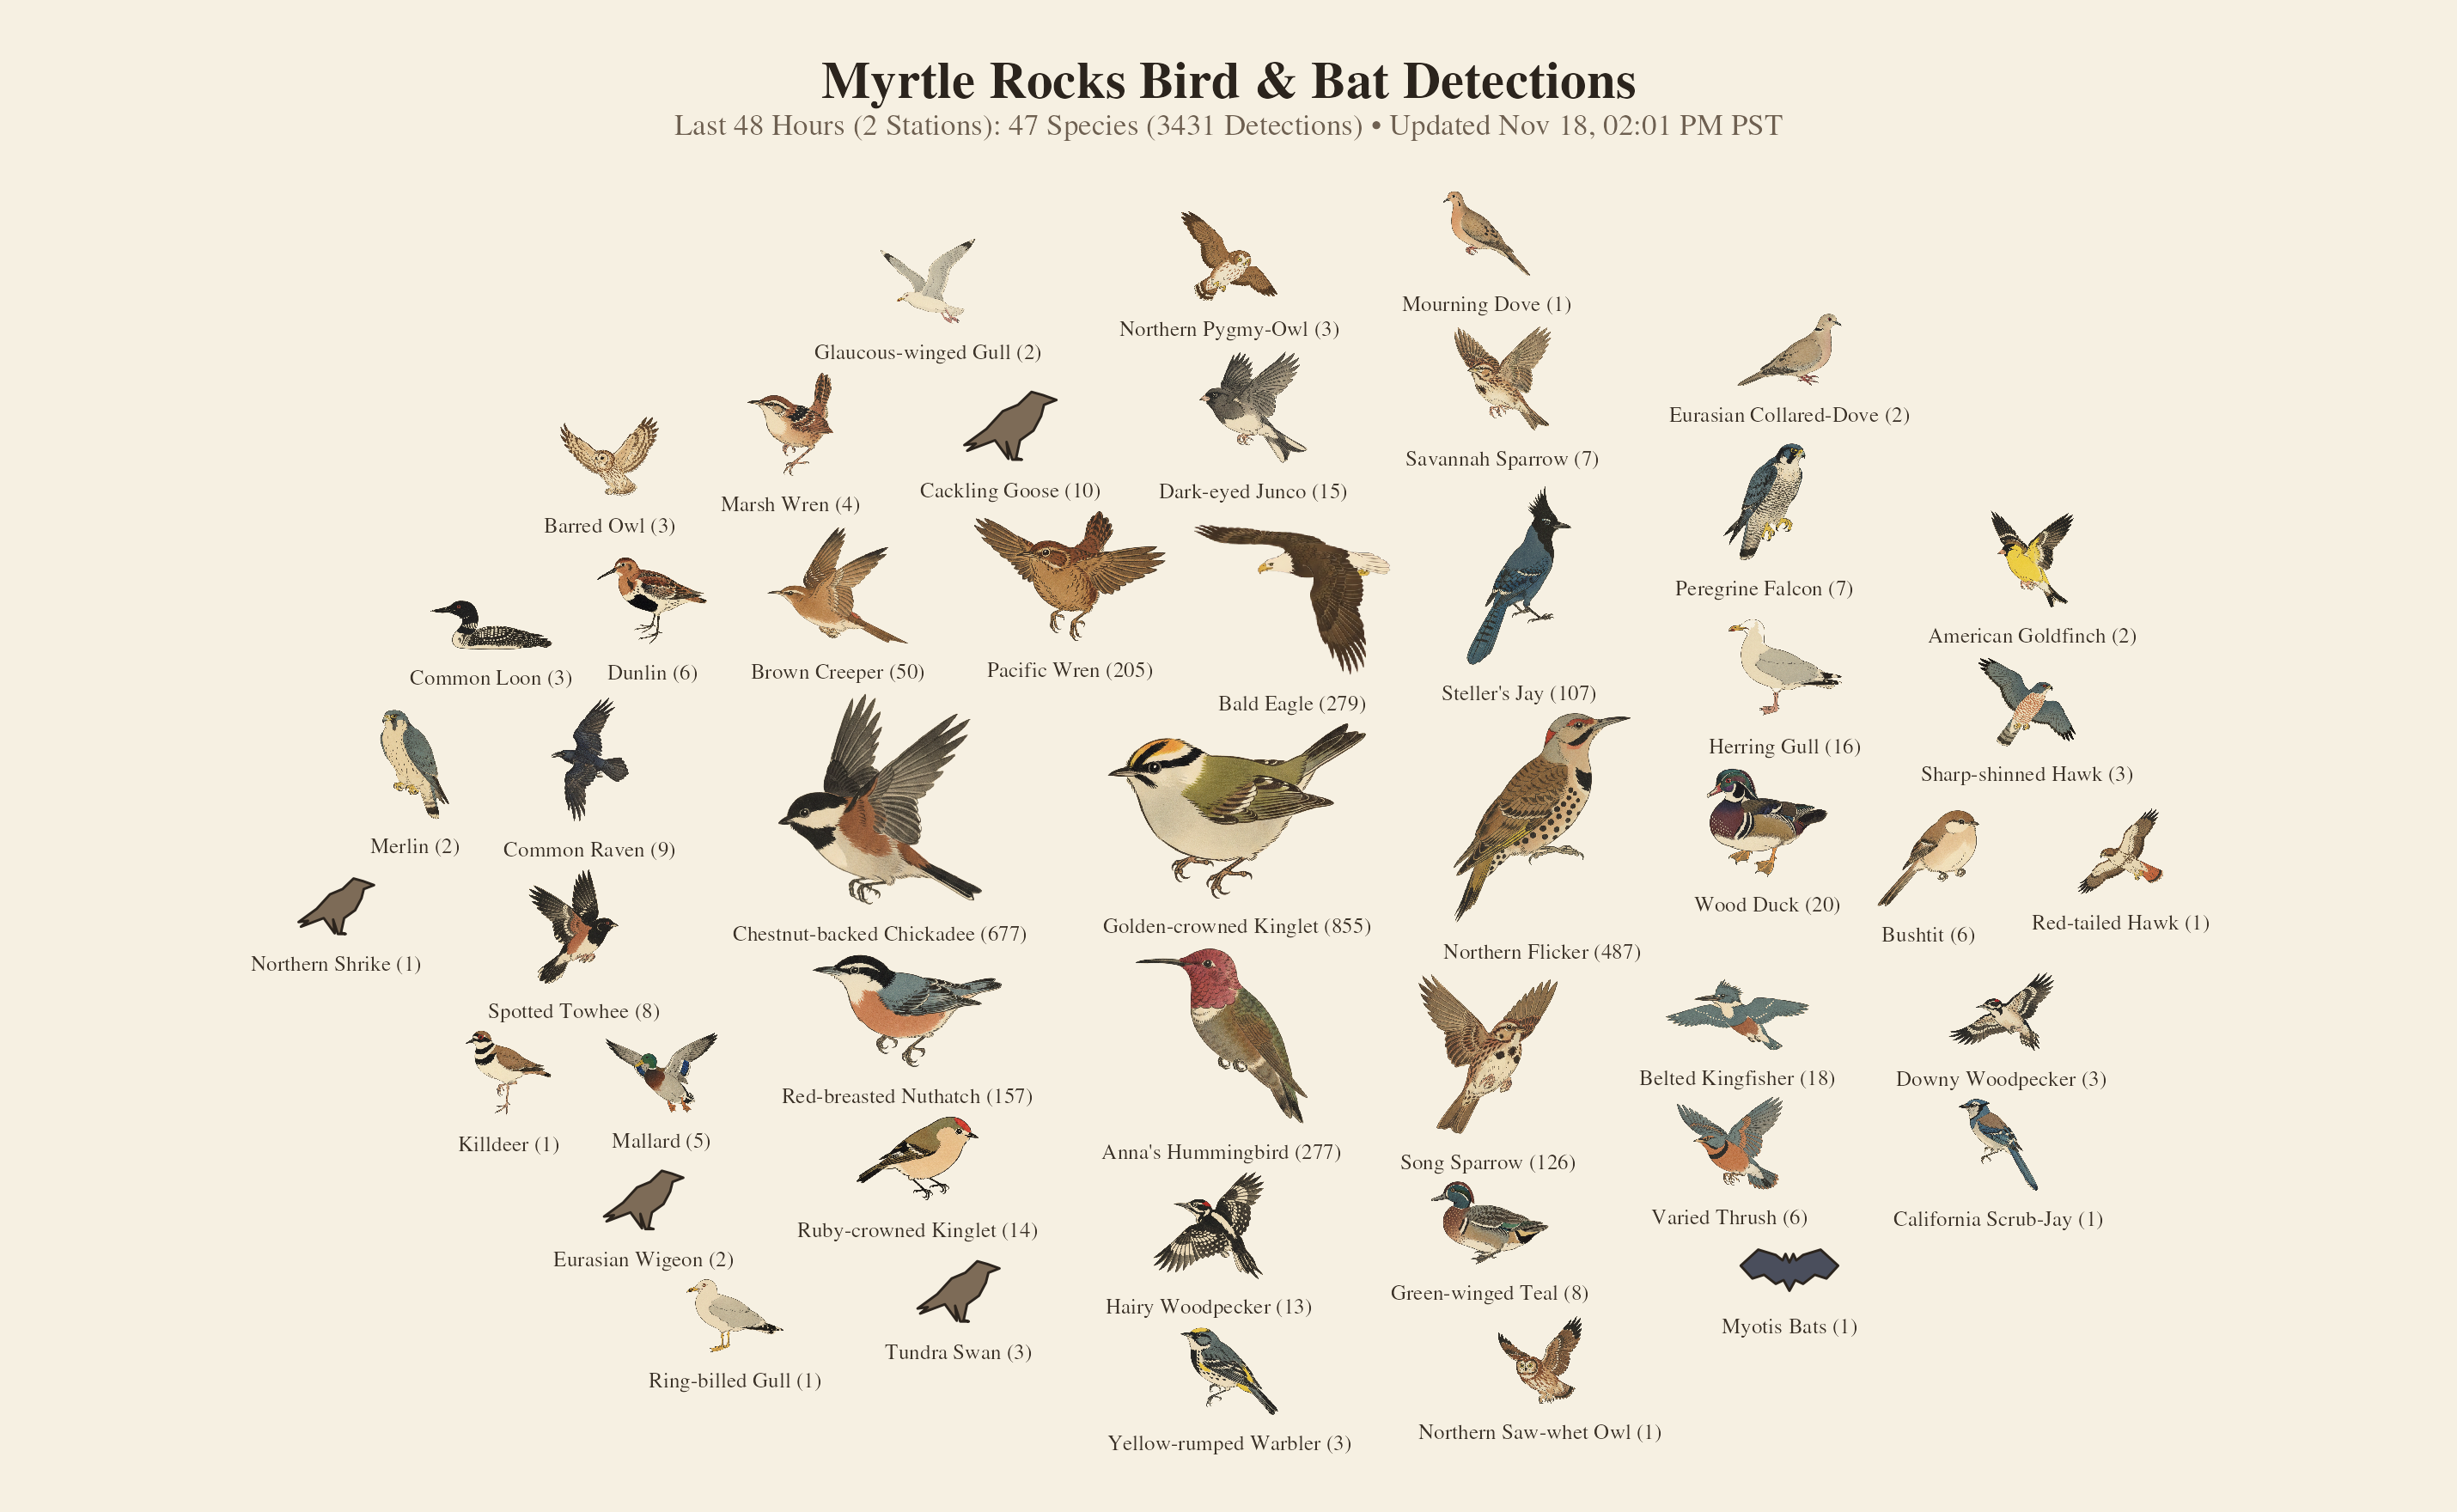 Myrtle Rocks Bird & Bat Detections
Last 48 Hours (2 Stations): 47 Species (3431 Detections) • Updated Nov 18, 02:01 PM PST
Mourning Dove (1)
Northern Pygmy-Owl (3)
Glaucous-winged Gull (2)
Eurasian Collared-Dove (2)
Savannah Sparrow (7)
Cackling Goose (10)
Dark-eyed Junco (15)
Marsh Wren (4)
Barred Owl (3)
Peregrine Falcon (7)
American Goldfinch (2)
Pacific Wren (205)
Brown Creeper (50)
Dunlin (6)
Common Loon (3)
Steller's Jay (107)
Bald Eagle (279)
Herring Gull (16)
Sharp-shinned Hawk (3)
Merlin (2)
Common Raven (9)
Wood Duck (20)
Red-tailed Hawk (1)
Golden-crowned Kinglet (855)
Chestnut-backed Chickadee (677)
Bushtit (6)
Northern Flicker (487)
Northern Shrike (1)
Spotted Towhee (8)
Belted Kingfisher (18)
Downy Woodpecker (3)
Red-breasted Nuthatch (157)
Mallard (5)
Killdeer (1)
Anna's Hummingbird (277)
Song Sparrow (126)
Varied Thrush (6)
California Scrub-Jay (1)
Ruby-crowned Kinglet (14)
Eurasian Wigeon (2)
Green-winged Teal (8)
Hairy Woodpecker (13)
Myotis Bats (1)
Tundra Swan (3)
Ring-billed Gull (1)
Northern Saw-whet Owl (1)
Yellow-rumped Warbler (3)